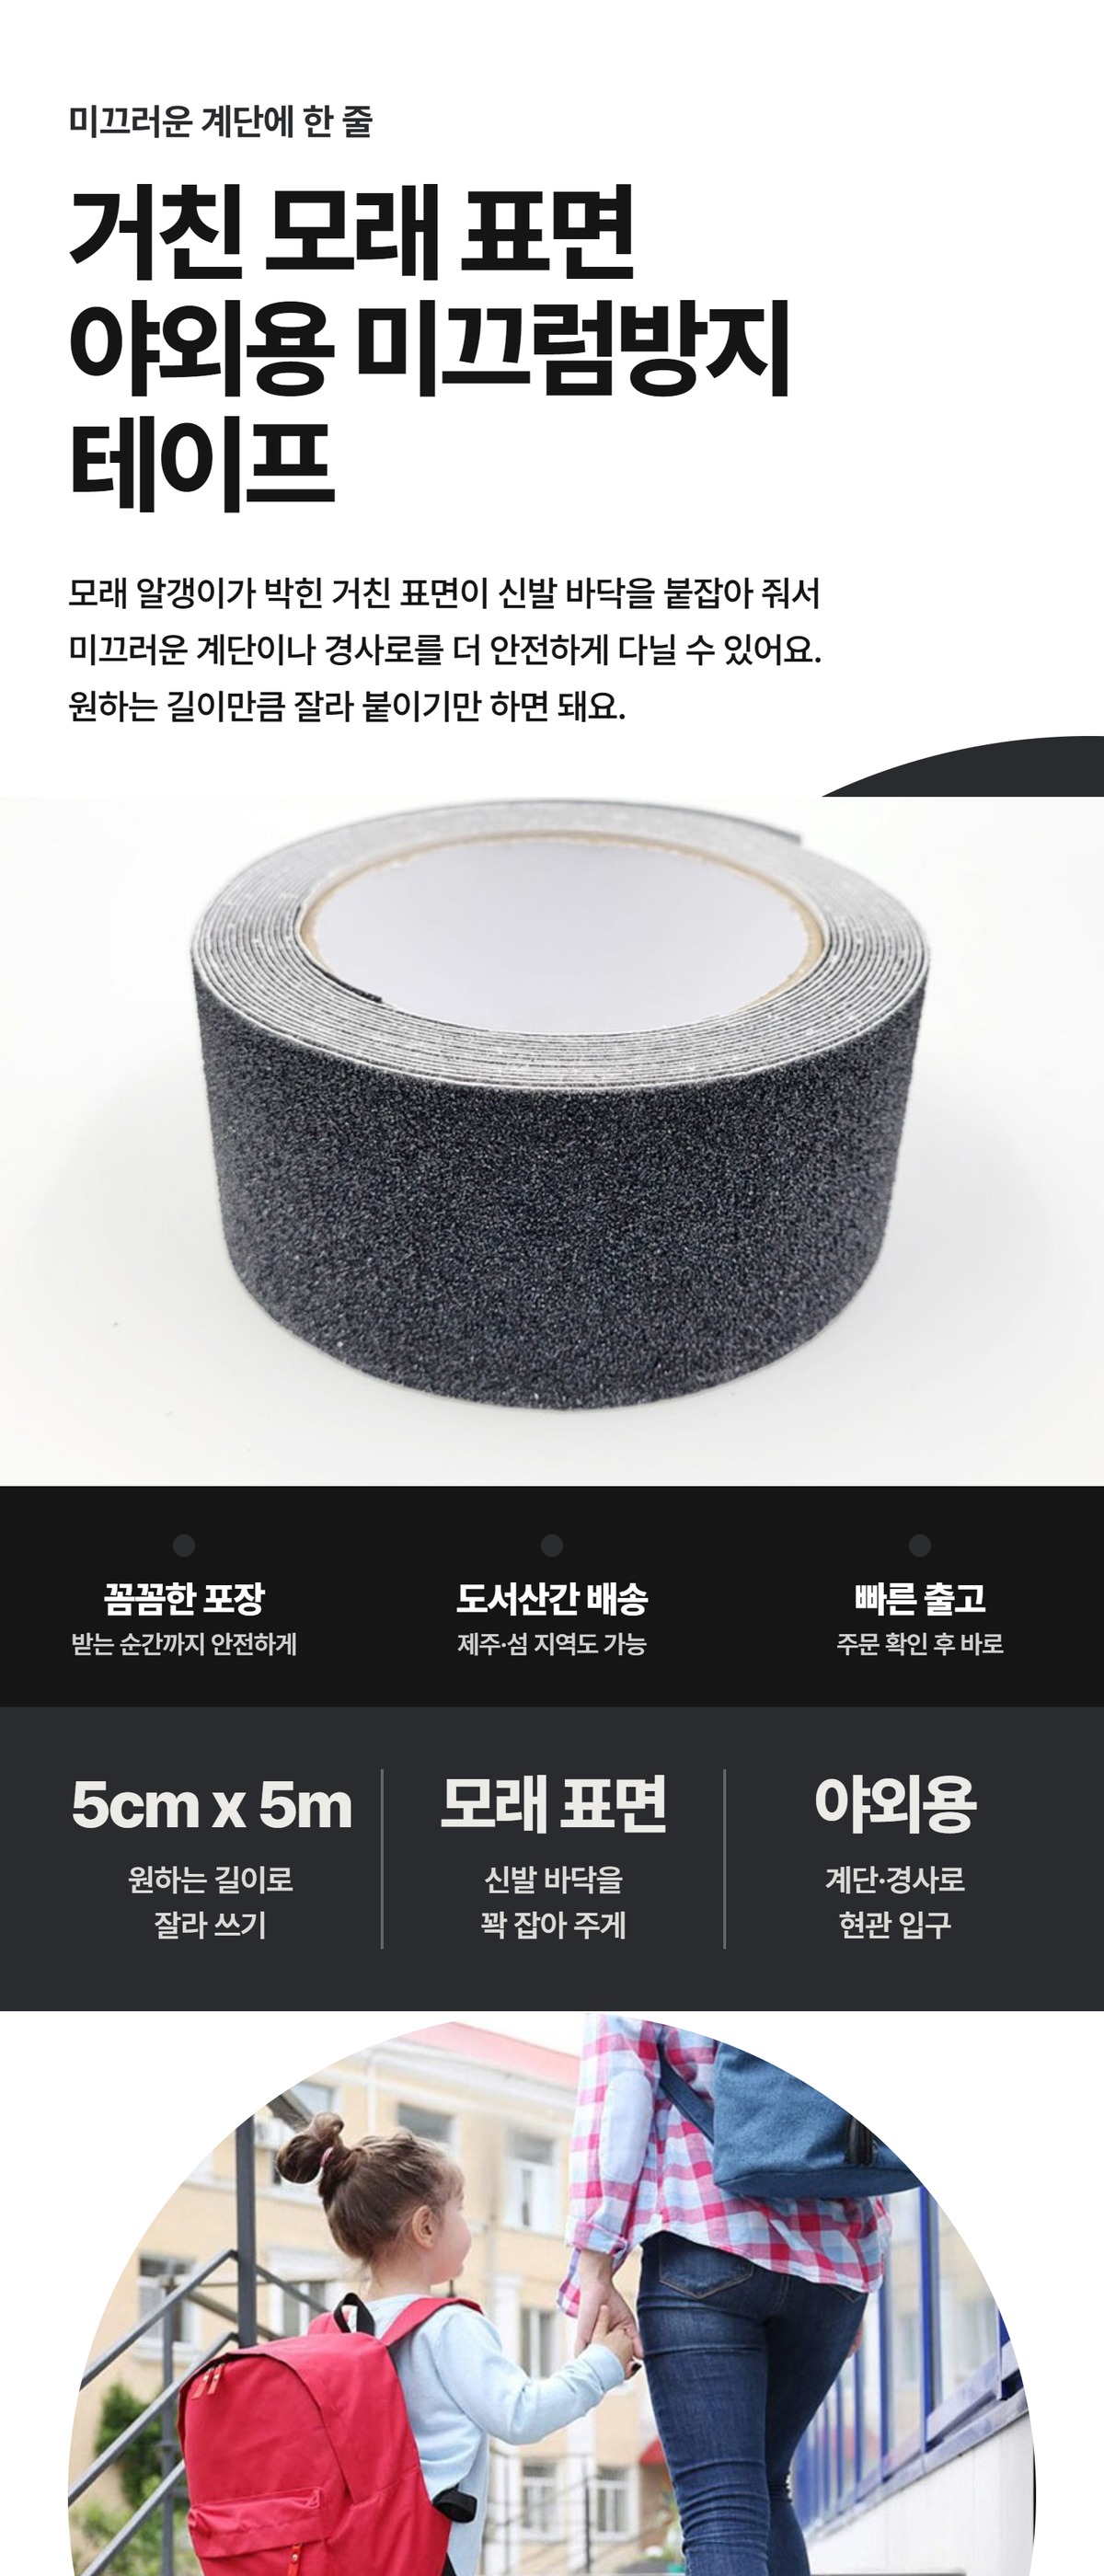 미끄러운 계단에 한 줄
거친 모래 표면
야외용 미끄럼방지
테이프
모래 알갱이가 박힌 거친 표면이 신발 바닥을 붙잡아 줘서
미끄러운 계단이나 경사로를 더 안전하게 다닐 수 있어요.
원하는 길이만큼 잘라 붙이기만 하면 돼요.
꼼꼼한 포장
받는 순간까지 안전하게
도서산간 배송
제주·섬 지역도 가능
빠른 출고
주문 확인 후 바로
5cm x 5m
원하는 길이로
잘라 쓰기
모래 표면
신발 바닥을
꽉 잡아 주게
야외용
계단·경사로
현관 입구